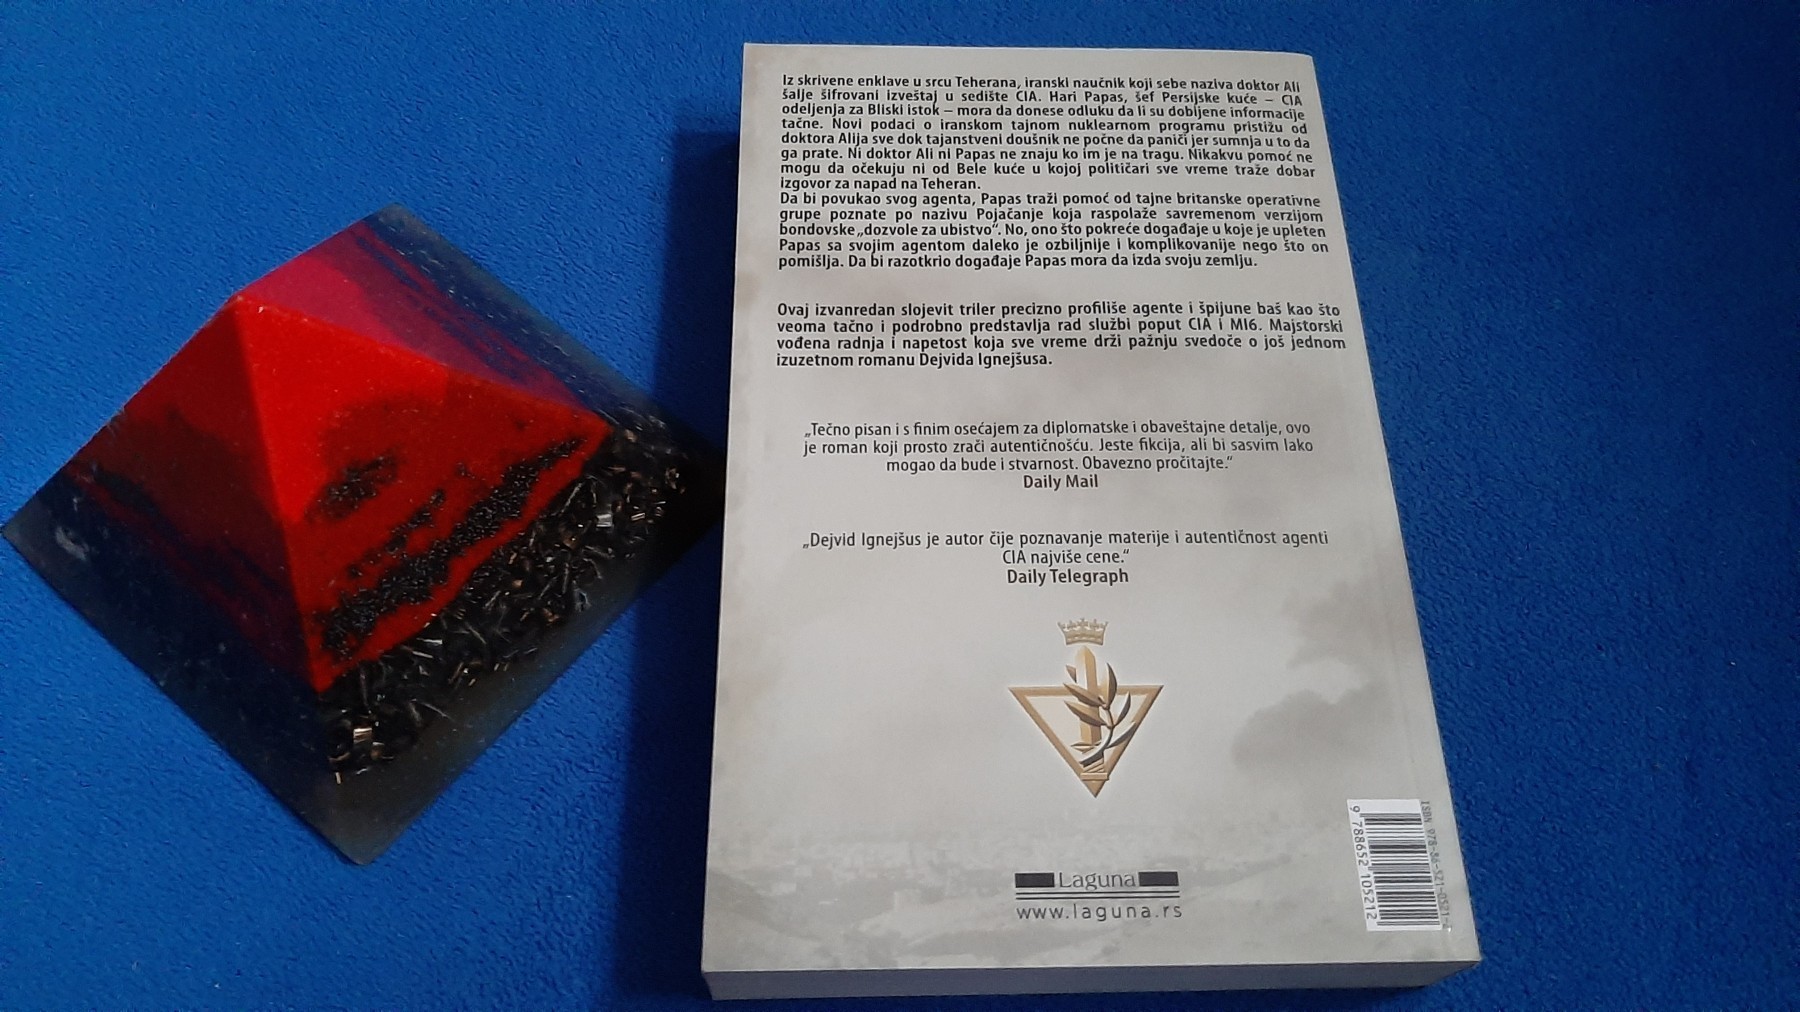 Iz skrivene enklave u srcu Teherana, iranski naučnik koji sebe naziva doktor Ali
šalje šifrovani izveštaj u sedište CIA. Hari Papas, šef Persijske kuće – CIA
odeljenja za Bliski istok – mora da donese odluku da li su dobljene informacije
tačne. Novi podaci o iranskom tajnom nuklearnom programu pristižu od
doktora Alija sve dok tajanstveni doušnik ne počne da paniči jer sumnja u to da
ga prate. Ni doktor Ali ni Papas ne znaju ko im je na tragu. Nikakvu pomoć ne
mogu da očekuju ni od Bele kuće u kojoj političari sve vreme traže dobar
izgovor za napad na Teheran.
Da bi povukao svog agenta, Papas traži pomoć od tajne britanske operativne
grupe poznate po nazivu Pojačanje koja raspolaže savremenom verzijom
bondovske „dozvole za ubistvo“. No, ono što pokreće događaje u koje je upleten
Papas sa svojim agentom daleko je ozbiljnije i komplikovanije nego što on
pomišlja. Da bi razotkrio događaje Papas mora da izda svoju zemlju.
Ovaj izvanredan slojevit triler precizno profiliše agente i špijune baš kao što
veoma tačno i podrobno predstavlja rad službi poput CIA i MI6. Majstorski
vođena radnja i napetost koja sve vreme drži pažnju svedoče o još jednom
izuzetnom romanu Dejvida Ignejšusa.
„Tečno pisan i s finim osećajem za diplomatske i obaveštajne detalje, ovo
je roman koji prosto zrači autentičnošću. Jeste fikcija, ali bi sasvim lako
mogao da bude i stvarnost. Obavezno pročitajte.“
Daily Mail
„Dejvid Ignejšus je autor čije poznavanje materije i autentičnost agenti
CIA najviše cene.“
Daily Telegraph
Laguna
www.laguna.rs
ISBN 978-86-521-0521-2
9 788652 105212